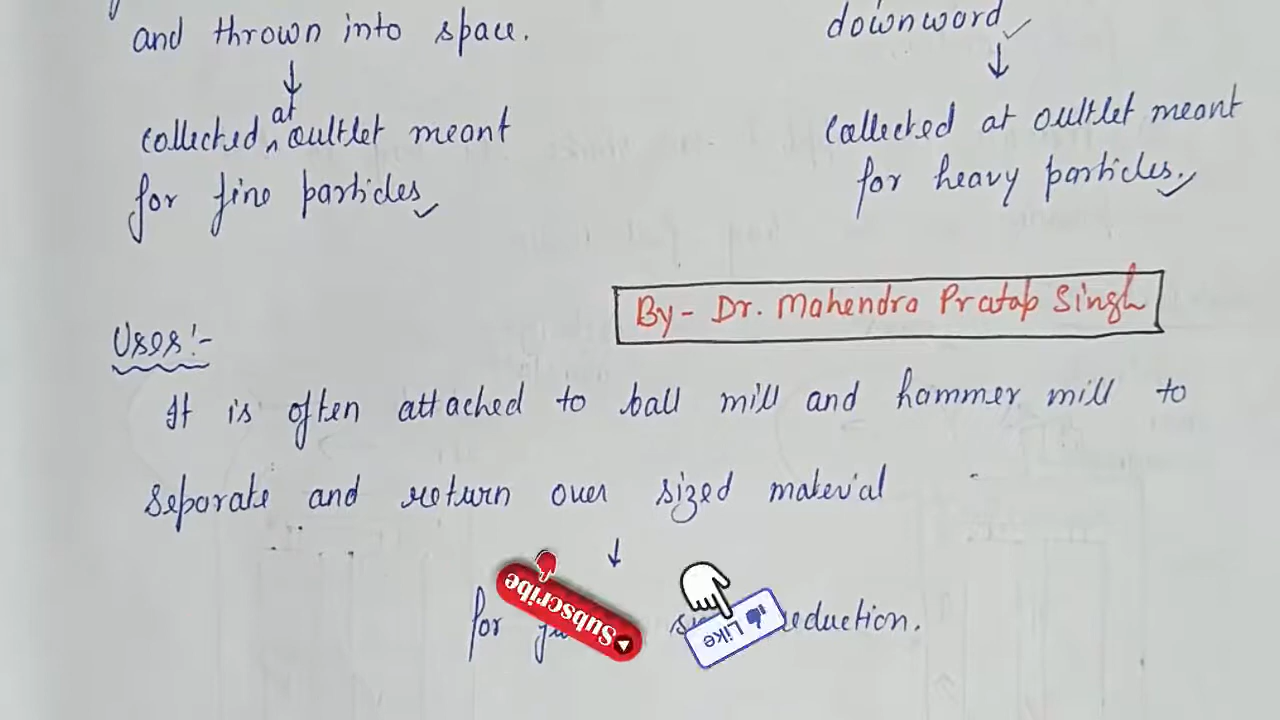 and thrown into space.
downword
↓
↓
at
collected ʌ oultlet meant
for fine particles
collected at oultlet meant
for heavy particles.
By- Dr. Mahendra Pratap Singh
Uses:-
It is often attached to ball mill and hammer mill to
separate and return over sized material
↓
for reduction.
Subscribe
Like